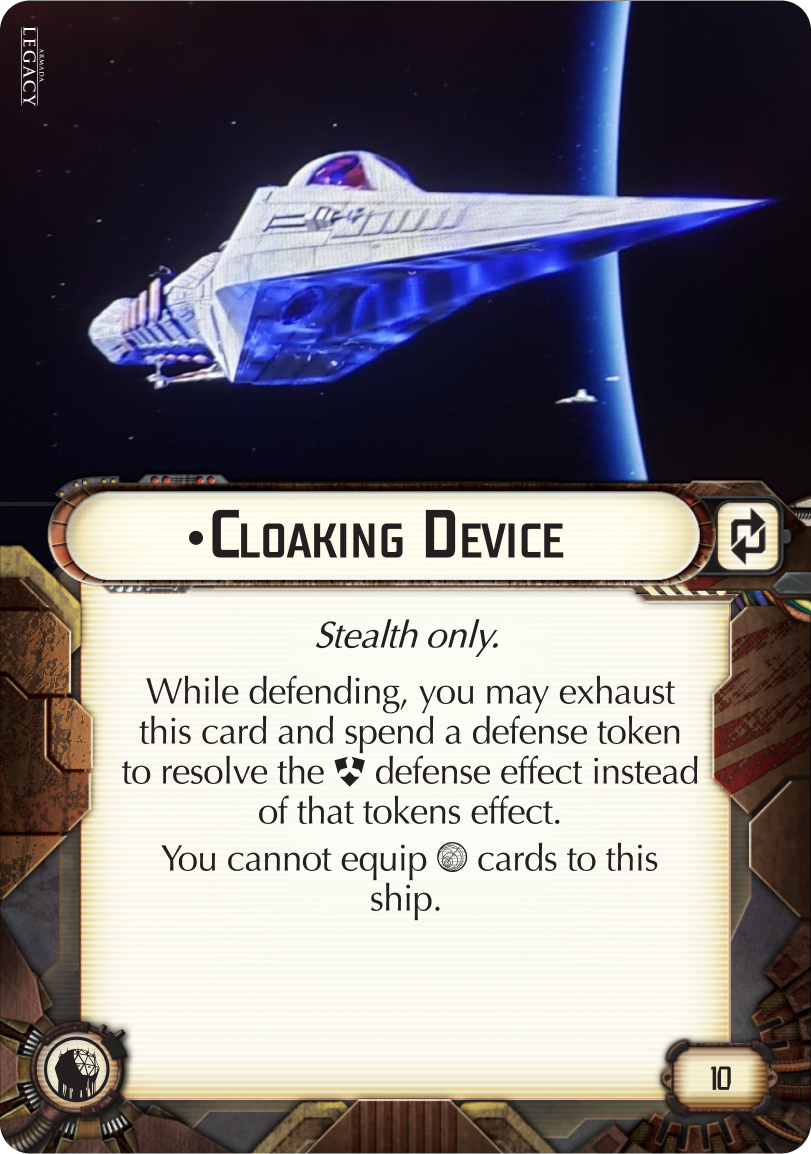 ARMADA
LEGACY
•CLOAKING DEVICE
Stealth only.
While defending, you may exhaust
this card and spend a defense token
to resolve the defense effect instead
of that tokens effect.
You cannot equip cards to this
ship.
10